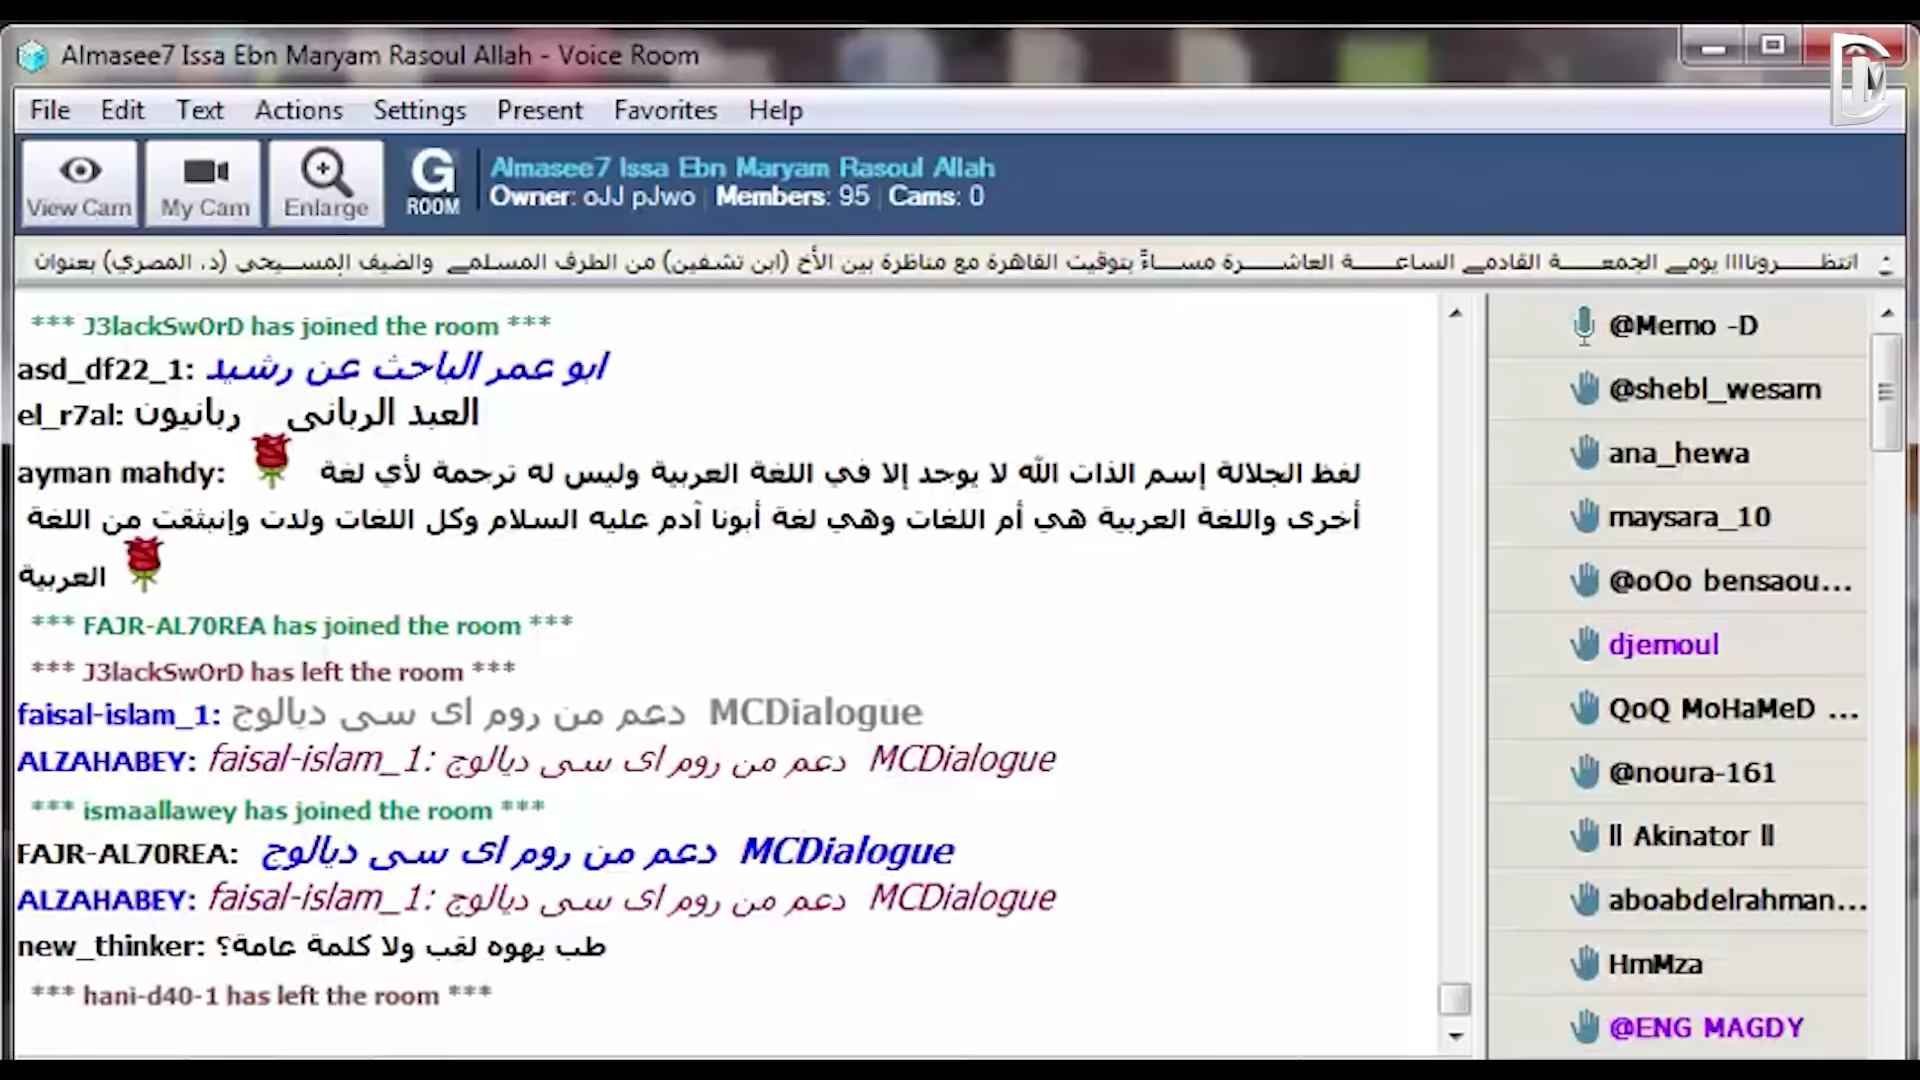 Almasee7 Issa Ebn Maryam Rasoul Allah - Voice Room
File Edit Text Actions Settings Present Favorites Help
View Cam My Cam Enlarge G ROOM
Almasee7 Issa Ebn Maryam Rasoul Allah
Owner: oJJ pJwo | Members: 95 | Cams: 0
انتظـــرونااااا يومـے الجمعــــة القادمـے الساعــــة العاشــــرة مســـاءً بتوقيت القاهرة مع مناظرة بين الأخ (ابن تشفين) من الطرف المسلمـے والضيف المســـيحى (د. المصري) بعنوان
*** J3lackSwOrD has joined the room ***
asd_df22_1: ابو عمر الباحث عن رشيد
el_r7al: العبد الربانى ربانيون
ayman mahdy: لفظ الجلالة إسم الذات الله لا يوجد إلا في اللغة العربية وليس له ترجمة لأي لغة
أخرى واللغة العربية هي أم اللغات وهي لغة أبونا آدم عليه السلام وكل اللغات ولدت وإنبثقت من اللغة
العربية
*** FAJR-AL70REA has joined the room ***
*** J3lackSwOrD has left the room ***
faisal-islam_1: دعم من روم اى سى ديالوج MCDialogue
ALZAHABEY: faisal-islam_1: دعم من روم اى سى ديالوج MCDialogue
*** ismaallawey has joined the room ***
FAJR-AL70REA: دعم من روم اى سى ديالوج MCDialogue
ALZAHABEY: faisal-islam_1: دعم من روم اى سى ديالوج MCDialogue
new_thinker: طب يهوه لقب ولا كلمة عامة؟
*** hani-d40-1 has left the room ***
@Memo -D
@shebl_wesam
ana_hewa
maysara_10
@oOo bensaou...
djemoul
QoQ MoHaMeD ...
@noura-161
ll Akinator ll
aboabdelrahman...
HmMza
@ENG MAGDY